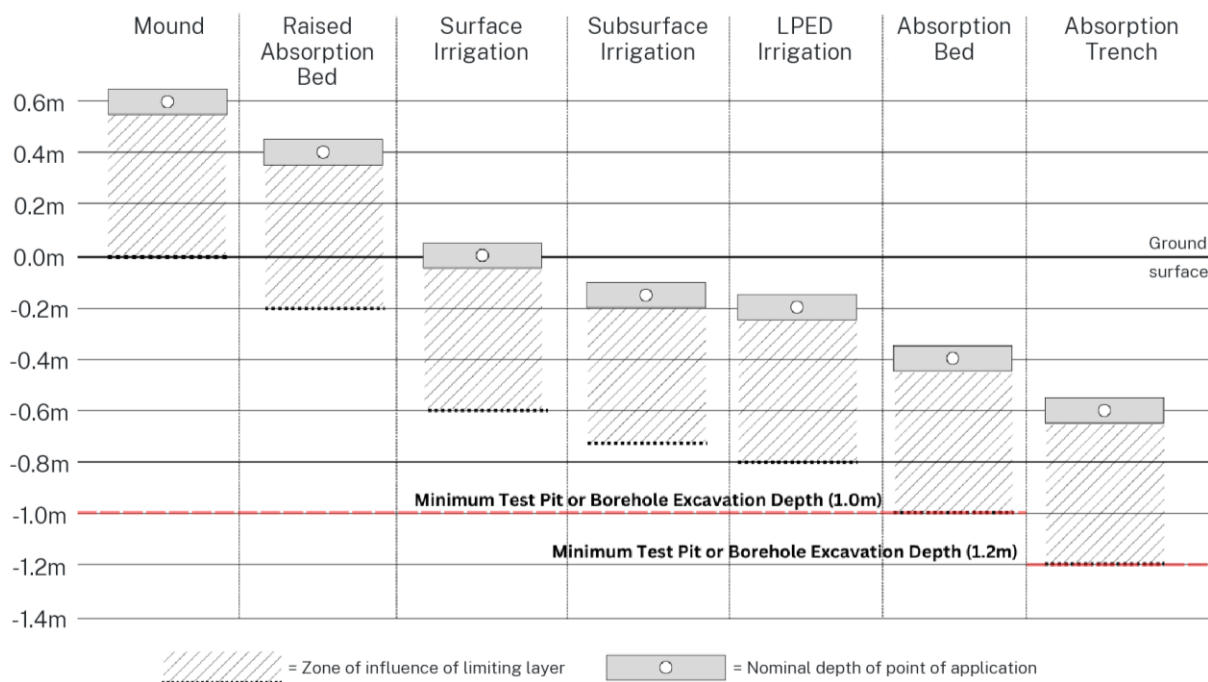 Mound
Raised
Absorption
Bed
Surface
Irrigation
Subsurface
Irrigation
LPED
Irrigation
Absorption
Bed
Absorption
Trench
0.6m
0.4m
0.2m
0.0m
Ground
surface
-0.2m
-0.4m
-0.6m
-0.8m
Minimum Test Pit or Borehole Excavation Depth (1.0m)
-1.0m
Minimum Test Pit or Borehole Excavation Depth (1.2m)
-1.2m
-1.4m
= Zone of influence of limiting layer
= Nominal depth of point of application